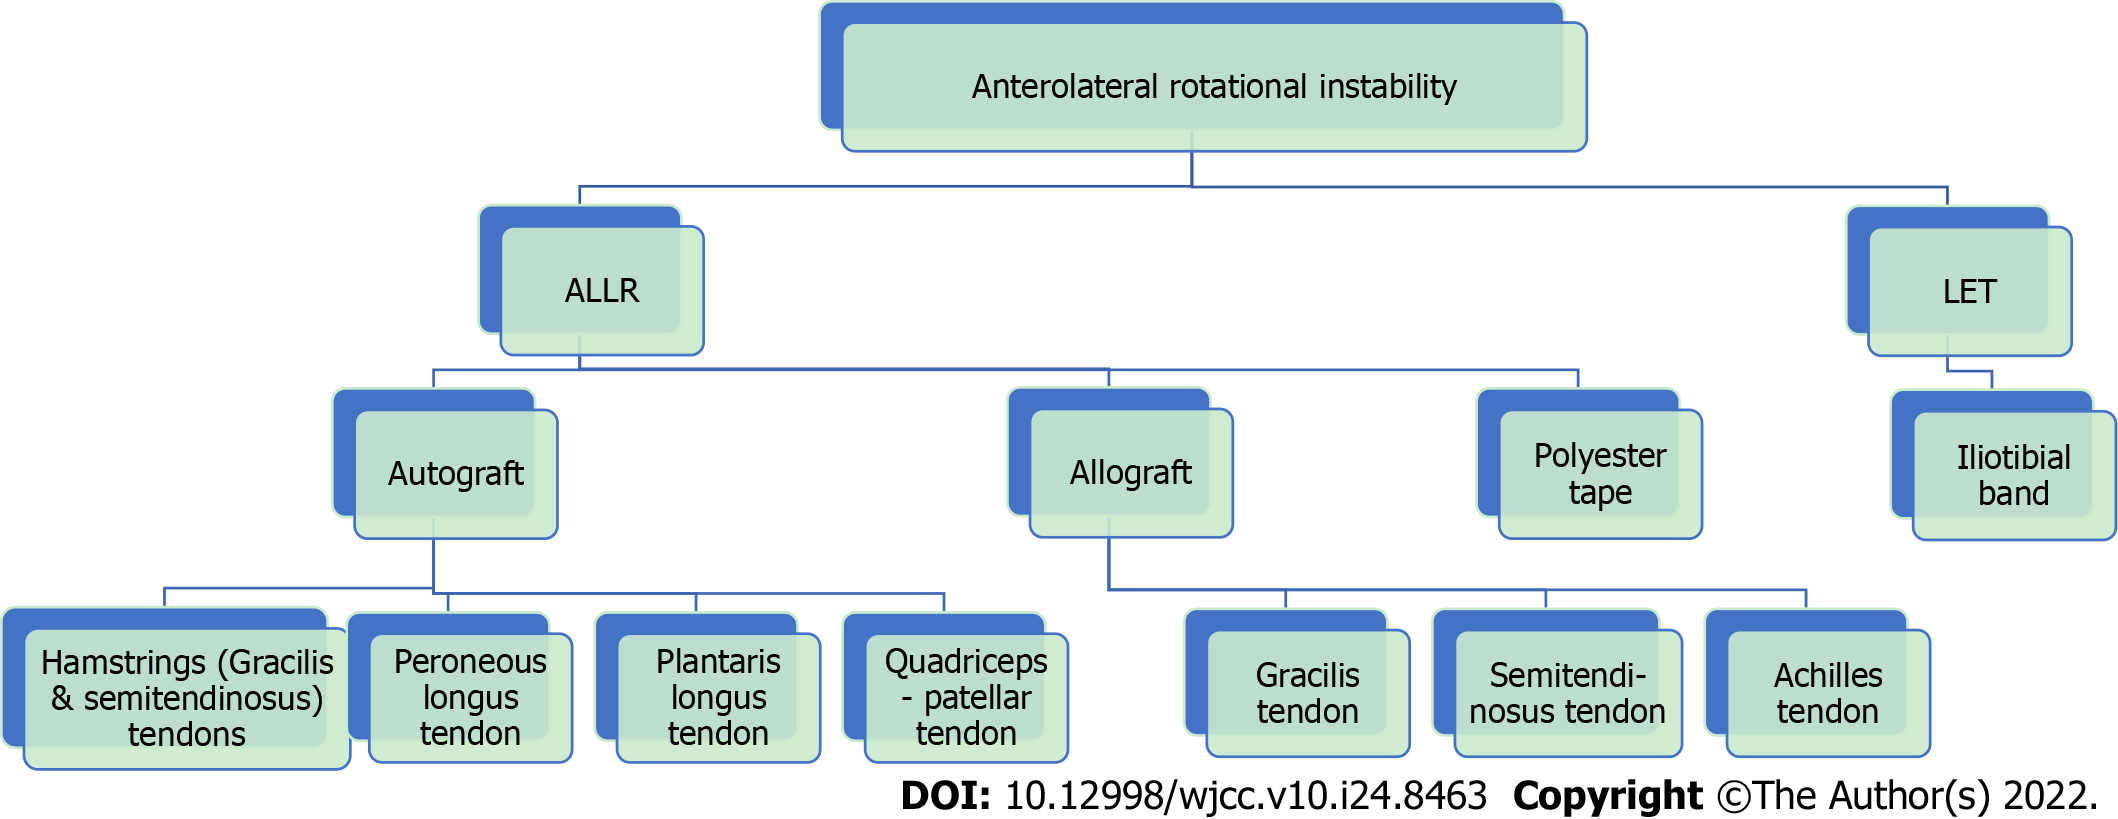 Anterolateral rotational instability
ALLR
LET
Autograft
Allograft
Polyester
tape
Iliotibial
band
Hamstrings (Gracilis
& semitendinosus)
tendons
Peroneous
longus
tendon
Plantaris
longus
tendon
Quadriceps
- patellar
tendon
Gracilis
tendon
Semitendi-
nosus tendon
Achilles
tendon
DOI: 10.12998/wjcc.v10.i24.8463 Copyright ©The Author(s) 2022.